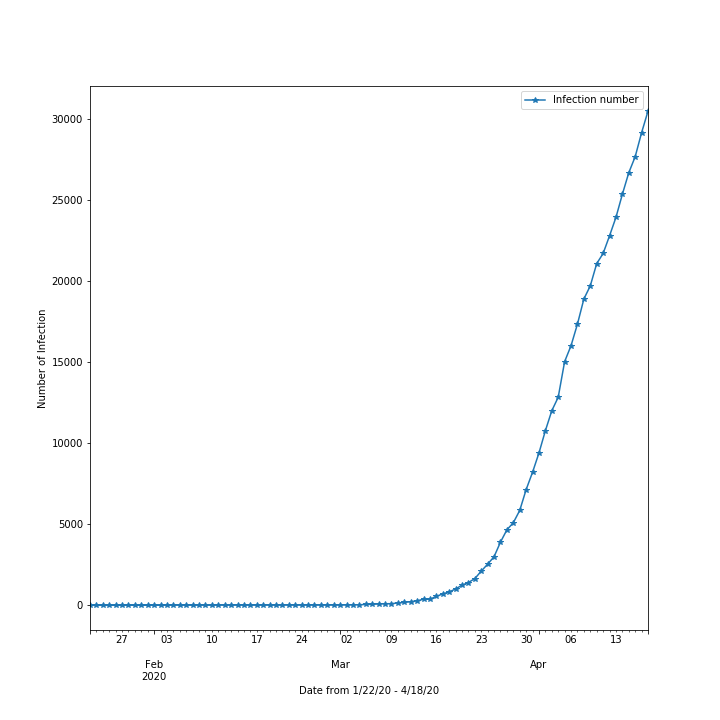 Infection number
30000
25000
20000
15000
10000
5000
0
Number of Infection
27 03 10 17 24 02 09 16 23 30 06 13
Feb Mar Apr
2020
Date from 1/22/20 - 4/18/20